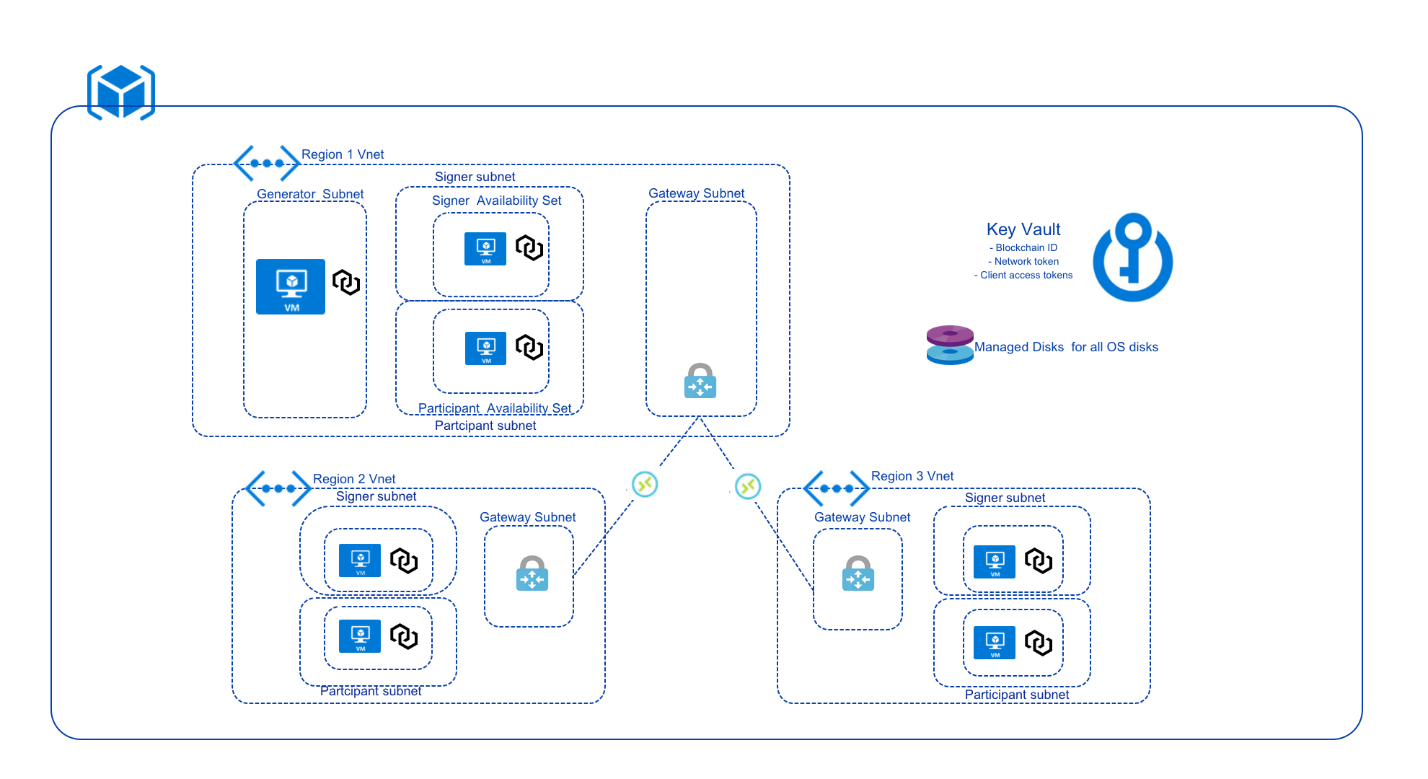 Region 1 Vnet
Signer subnet
Generator Subnet
Signer Availability Set
Gateway Subnet
VM
VM
VM
Participant Availability Set
Partcipant subnet
Key Vault
- Blockchain ID
- Network token
- Client access tokens
Managed Disks for all OS disks
Region 2 Vnet
Signer subnet
Gateway Subnet
VM
VM
Partcipant subnet
Region 3 Vnet
Signer subnet
Gateway Subnet
VM
VM
Participant subnet